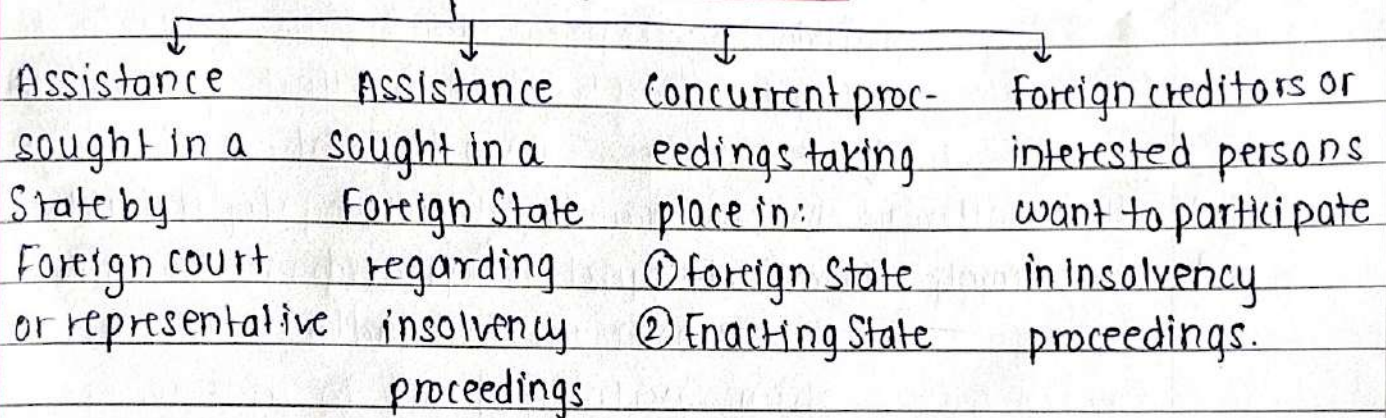 Assistance
sought in a
State by
Foreign court
or representative
Assistance
sought in a
Foreign State
regarding
insolvency
proceedings
Concurrent proc-
eedings taking
place in:
① foreign State
② Enacting State
Foreign creditors or
interested persons
want to participate
in insolvency
proceedings.